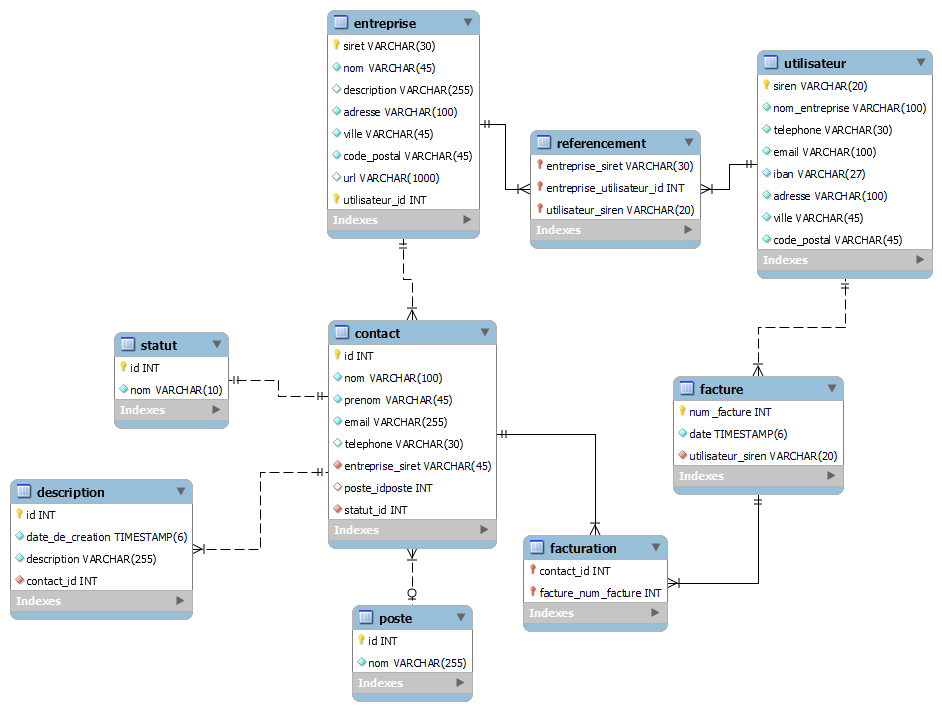 entreprise
siret VARCHAR(30)
nom VARCHAR(45)
description VARCHAR(255)
adresse VARCHAR(100)
ville VARCHAR(45)
code_postal VARCHAR(45)
url VARCHAR(1000)
utilisateur_id INT
Indexes
referencement
entreprise_siret VARCHAR(30)
entreprise_utilisateur_id INT
utilisateur_siren VARCHAR(20)
Indexes
utilisateur
siren VARCHAR(20)
nom_entreprise VARCHAR(100)
telephone VARCHAR(30)
email VARCHAR(100)
iban VARCHAR(27)
adresse VARCHAR(100)
ville VARCHAR(45)
code_postal VARCHAR(45)
Indexes
statut
id INT
nom VARCHAR(10)
Indexes
contact
id INT
nom VARCHAR(100)
prenom VARCHAR(45)
email VARCHAR(255)
telephone VARCHAR(30)
entreprise_siret VARCHAR(45)
poste_idposte INT
statut_id INT
Indexes
facture
num_facture INT
date TIMESTAMP(6)
utilisateur_siren VARCHAR(20)
Indexes
description
id INT
date_de_creation TIMESTAMP(6)
description VARCHAR(255)
contact_id INT
Indexes
facturation
contact_id INT
facture_num_facture INT
Indexes
poste
id INT
nom VARCHAR(255)
Indexes